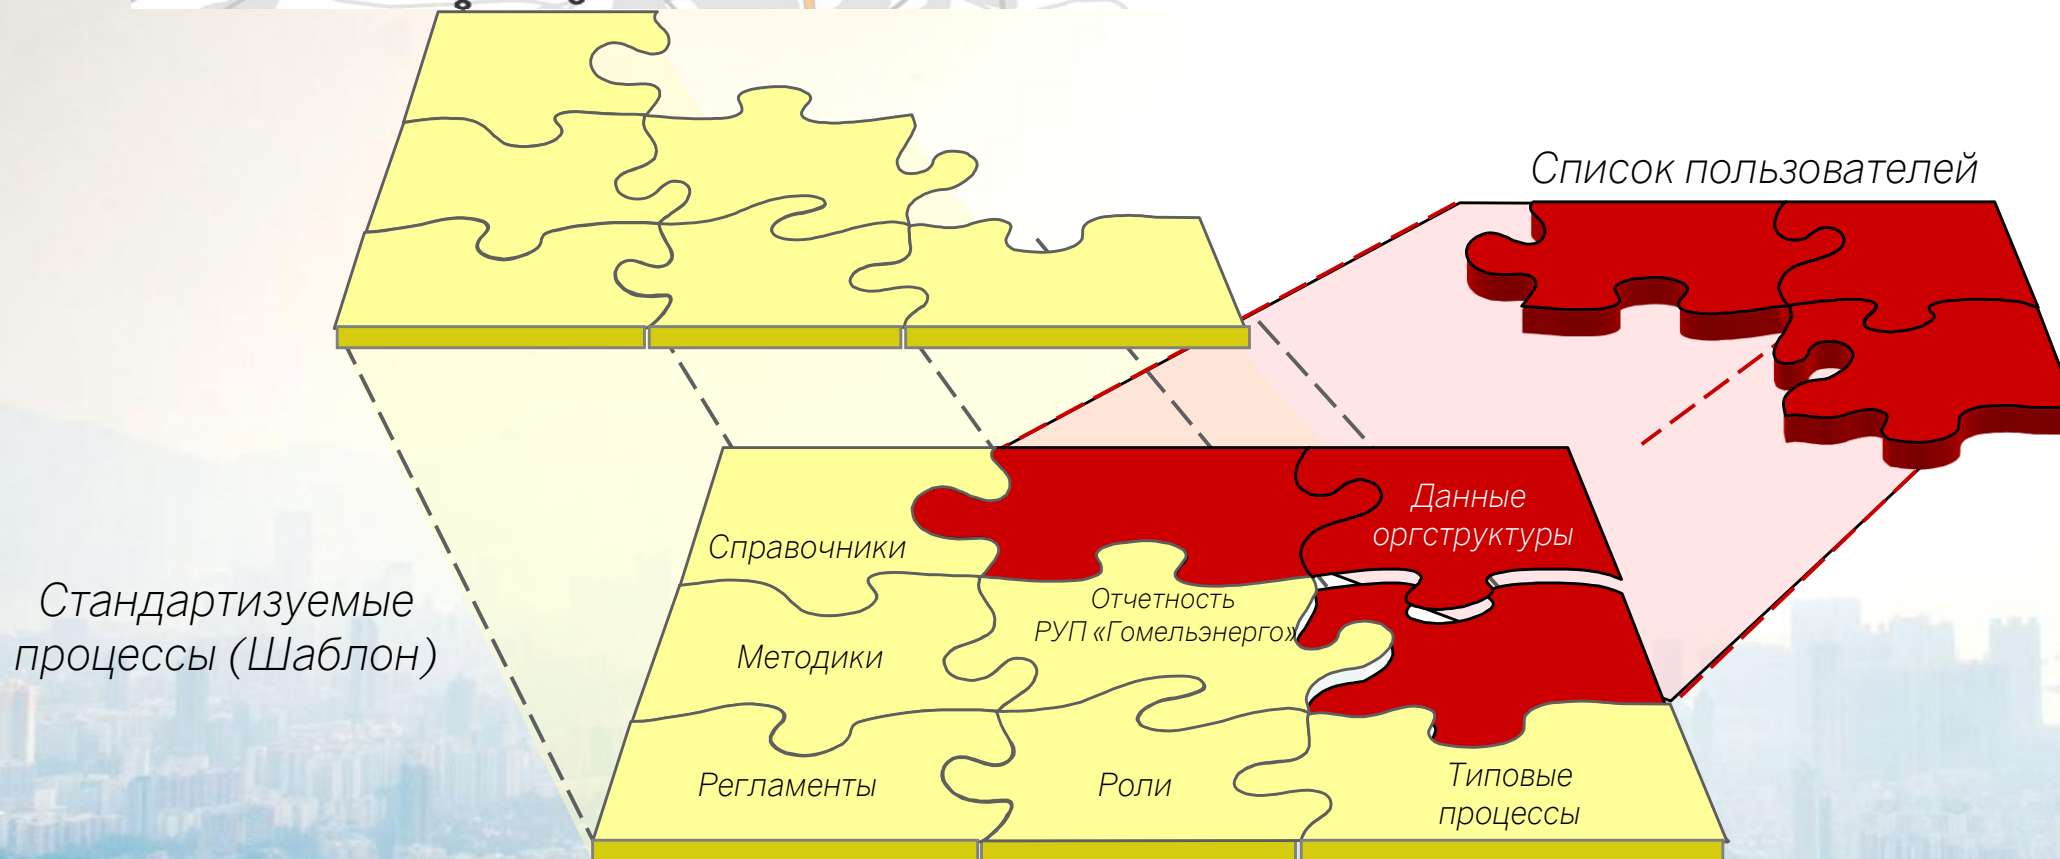 Список пользователей
Данные
оргструктуры
Справочники
Отчетность
РУП «Гомельэнерго»
Стандартизуемые
процессы (Шаблон)
Методики
Регламенты
Роли
Типовые
процессы